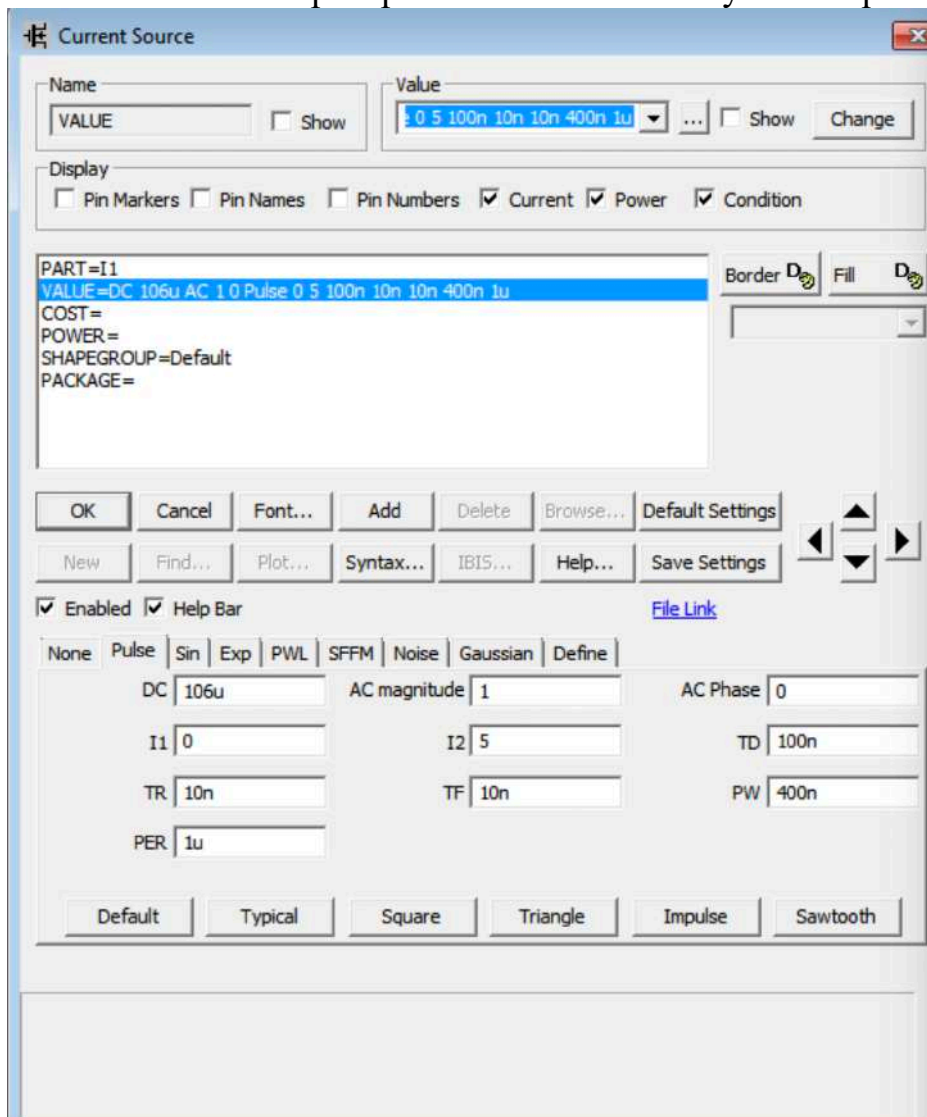 Current Source
Name
Value
VALUE
Show
0 5 100n 10n 10n 400n 1u
...
Show
Change
Display
Pin Markers
Pin Names
Pin Numbers
Current
Power
Condition
PART=I1
VALUE=DC 106u AC 1 0 Pulse 0 5 100n 10n 10n 400n 1u
COST=
POWER=
SHAPEGROUP=Default
PACKAGE=
Border
Fill
OK
Cancel
Font...
Add
Delete
Browse...
Default Settings
New
Find...
Plot...
Syntax...
IBIS...
Help...
Save Settings
Enabled
Help Bar
File Link
None
Pulse
Sin
Exp
PWL
SFFM
Noise
Gaussian
Define
DC 106u
AC magnitude 1
AC Phase 0
I1 0
I2 5
TD 100n
TR 10n
TF 10n
PW 400n
PER 1u
Default
Typical
Square
Triangle
Impulse
Sawtooth